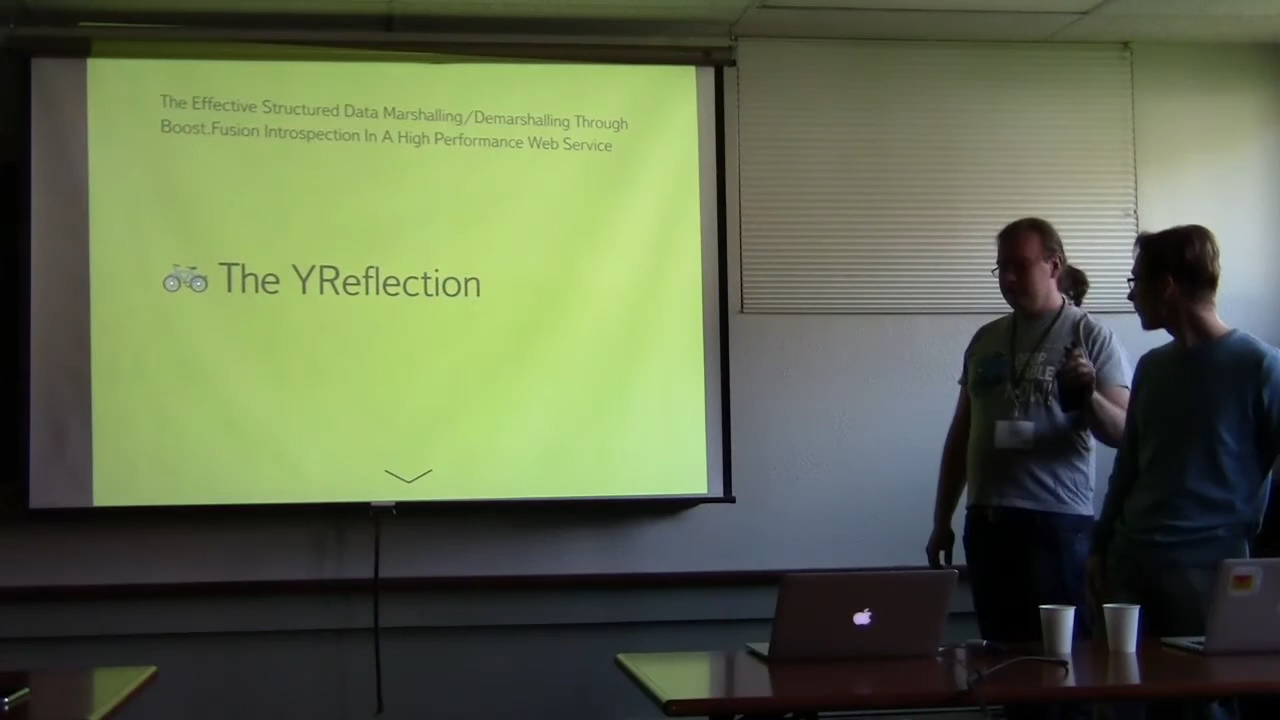 The Effective Structured Data Marshalling/Demarshalling Through
Boost.Fusion Introspection In A High Performance Web Service
The YReflection